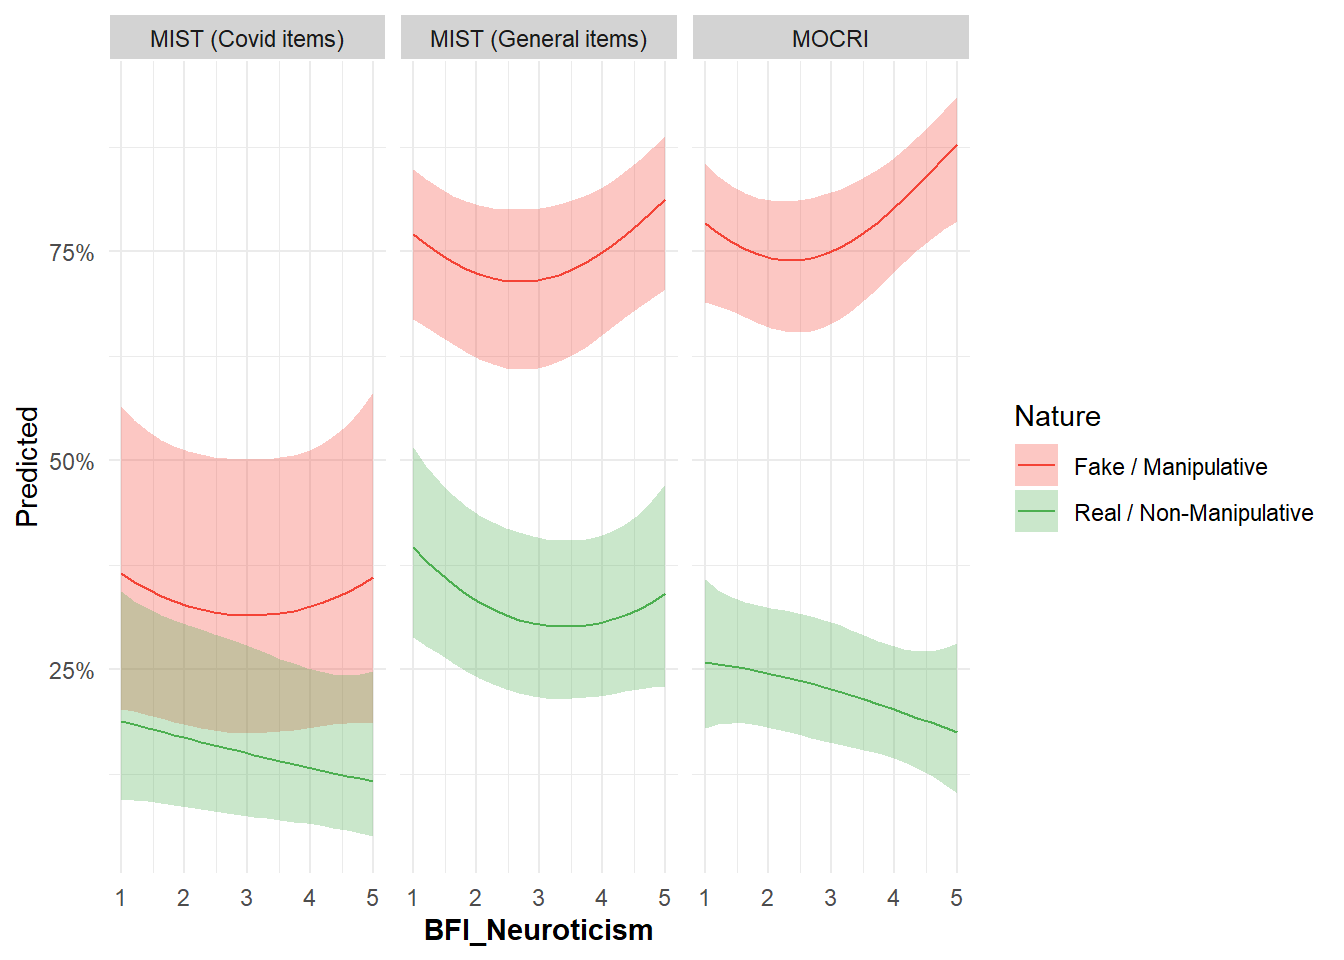 MIST (Covid items) MIST (General items) MOCRI
75%
50%
25%
Predicted
1 2 3 4 5 1 2 3 4 5 1 2 3 4 5
BFI_Neuroticism
Nature
Fake / Manipulative
Real / Non-Manipulative